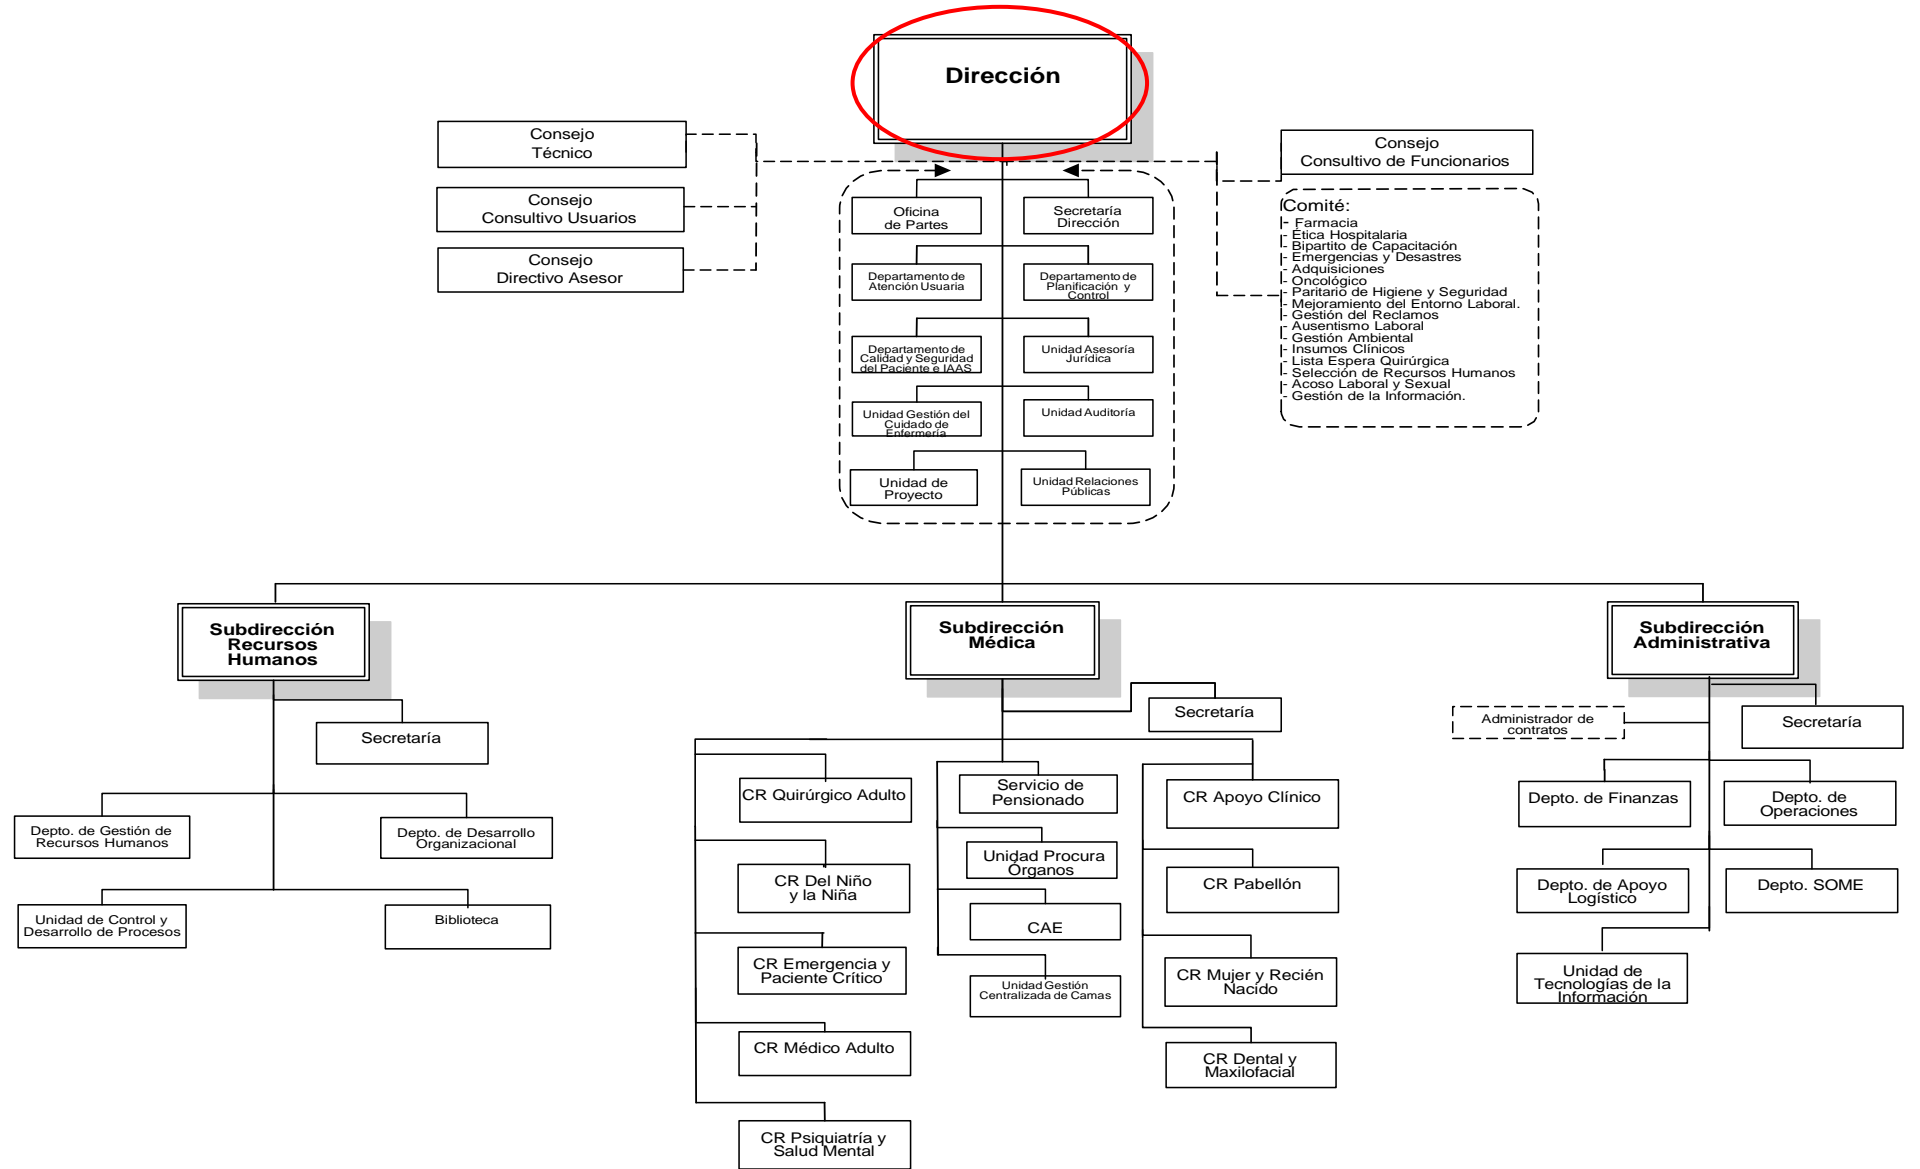 Dirección
Consejo
Técnico
Consejo
Consultivo Usuarios
Consejo
Directivo Asesor
Consejo
Consultivo de Funcionarios
Comité:
- Farmacia
- Ética Hospitalaria
- Bipartito de Capacitación
- Emergencias y Desastres
- Adquisiciones
- Oncológico
- Paritario de Higiene y Seguridad
- Mejoramiento del Entorno Laboral.
- Gestión del Reclamos
- Ausentismo Laboral
- Gestión Ambiental
- Insumos Clínicos
- Lista Espera Quirúrgica
- Selección de Recursos Humanos
- Acoso Laboral y Sexual
- Gestión de la Información.
Oficina
de Partes
Secretaría
Dirección
Departamento de
Atención Usuaria
Departamento de
Planificación y
Control
Departamento de
Calidad y Seguridad
del Paciente e IAAS
Unidad Asesoría
Jurídica
Unidad Gestión del
Cuidado de
Enfermería
Unidad Auditoría
Unidad de
Proyecto
Unidad Relaciones
Públicas
Subdirección
Recursos
Humanos
Secretaría
Depto. de Gestión de
Recursos Humanos
Depto. de Desarrollo
Organizacional
Unidad de Control y
Desarrollo de Procesos
Biblioteca
Subdirección
Médica
Secretaría
CR Quirúrgico Adulto
CR Del Niño
y la Niña
CR Emergencia y
Paciente Crítico
CR Médico Adulto
CR Psiquiatría y
Salud Mental
Servicio de
Pensionado
Unidad Procura
Órganos
CAE
Unidad Gestión
Centralizada de Camas
CR Apoyo Clínico
CR Pabellón
CR Mujer y Recién
Nacido
CR Dental y
Maxilofacial
Subdirección
Administrativa
Administrador de
contratos
Secretaría
Depto. de Finanzas
Depto. de
Operaciones
Depto. de Apoyo
Logístico
Depto. SOME
Unidad de
Tecnologías de la
Información